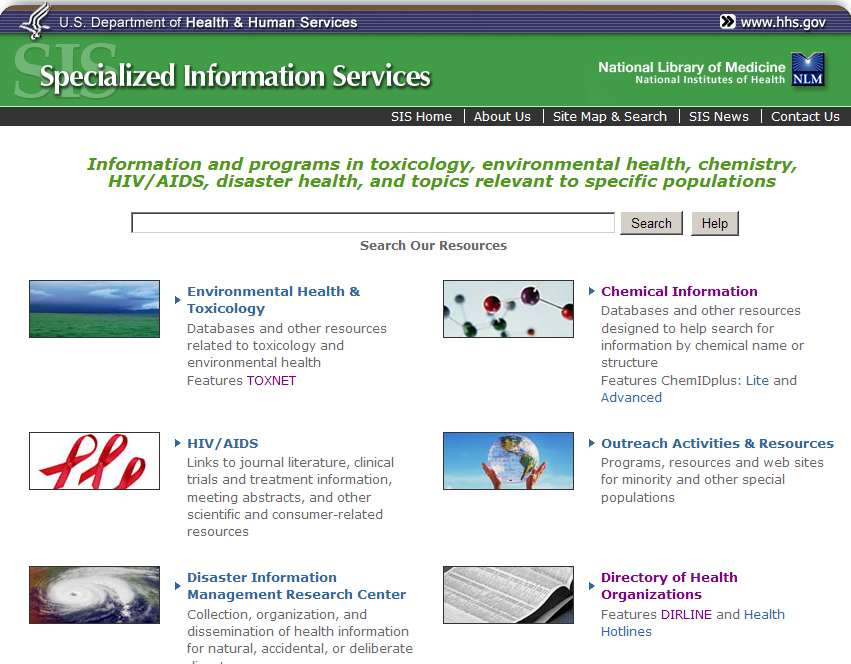 U.S. Department of Health & Human Services
www.hhs.gov
SIS
Specialized Information Services
National Library of Medicine
National Institutes of Health
NLM
SIS Home | About Us | Site Map & Search | SIS News | Contact Us
Information and programs in toxicology, environmental health, chemistry,
HIV/AIDS, disaster health, and topics relevant to specific populations
Search
Help
Search Our Resources
Environmental Health &
Toxicology
Databases and other resources
related to toxicology and
environmental health
Features TOXNET
Chemical Information
Databases and other resources
designed to help search for
information by chemical name or
structure
Features ChemIDplus: Lite and
Advanced
HIV/AIDS
Links to journal literature, clinical
trials and treatment information,
meeting abstracts, and other
scientific and consumer-related
resources
Outreach Activities & Resources
Programs, resources and web sites
for minority and other special
populations
Disaster Information
Management Research Center
Collection, organization, and
dissemination of health information
for natural, accidental, or deliberate
Directory of Health
Organizations
Features DIRLINE and Health
Hotlines